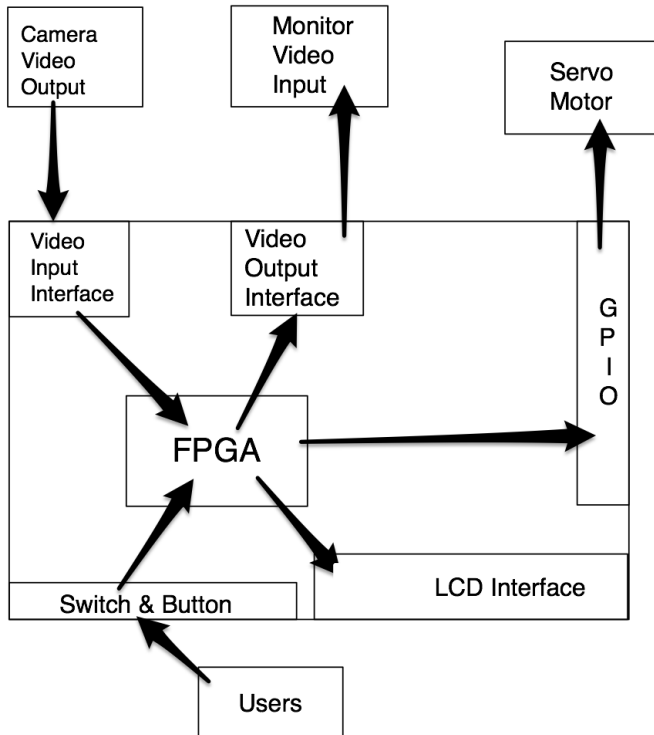 Camera
Video
Output
Monitor
Video
Input
Servo
Motor
Video
Input
Interface
Video
Output
Interface
G
P
I
O
FPGA
LCD Interface
Switch & Button
Users